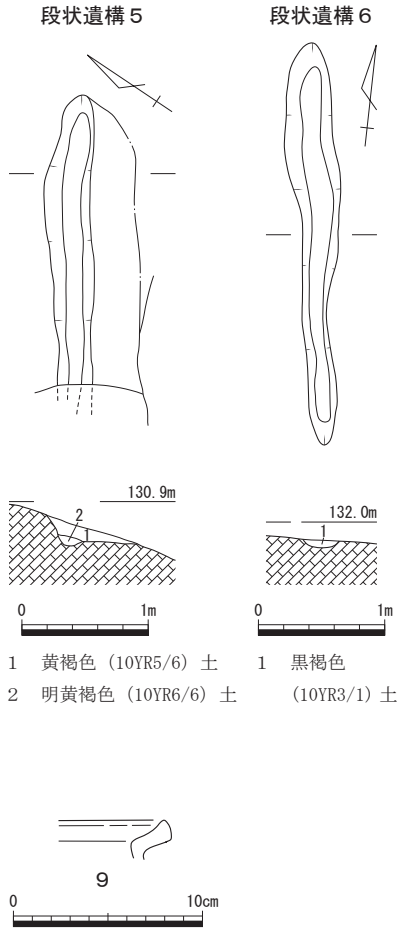 段状遺構５
段状遺構６
130.9m
2
1
132.0m
1
0 1m
0 1m
1 黄褐色（10YR5/6）土
2 明黄褐色（10YR6/6）土
1 黒褐色
（10YR3/1）土
9
0 10cm